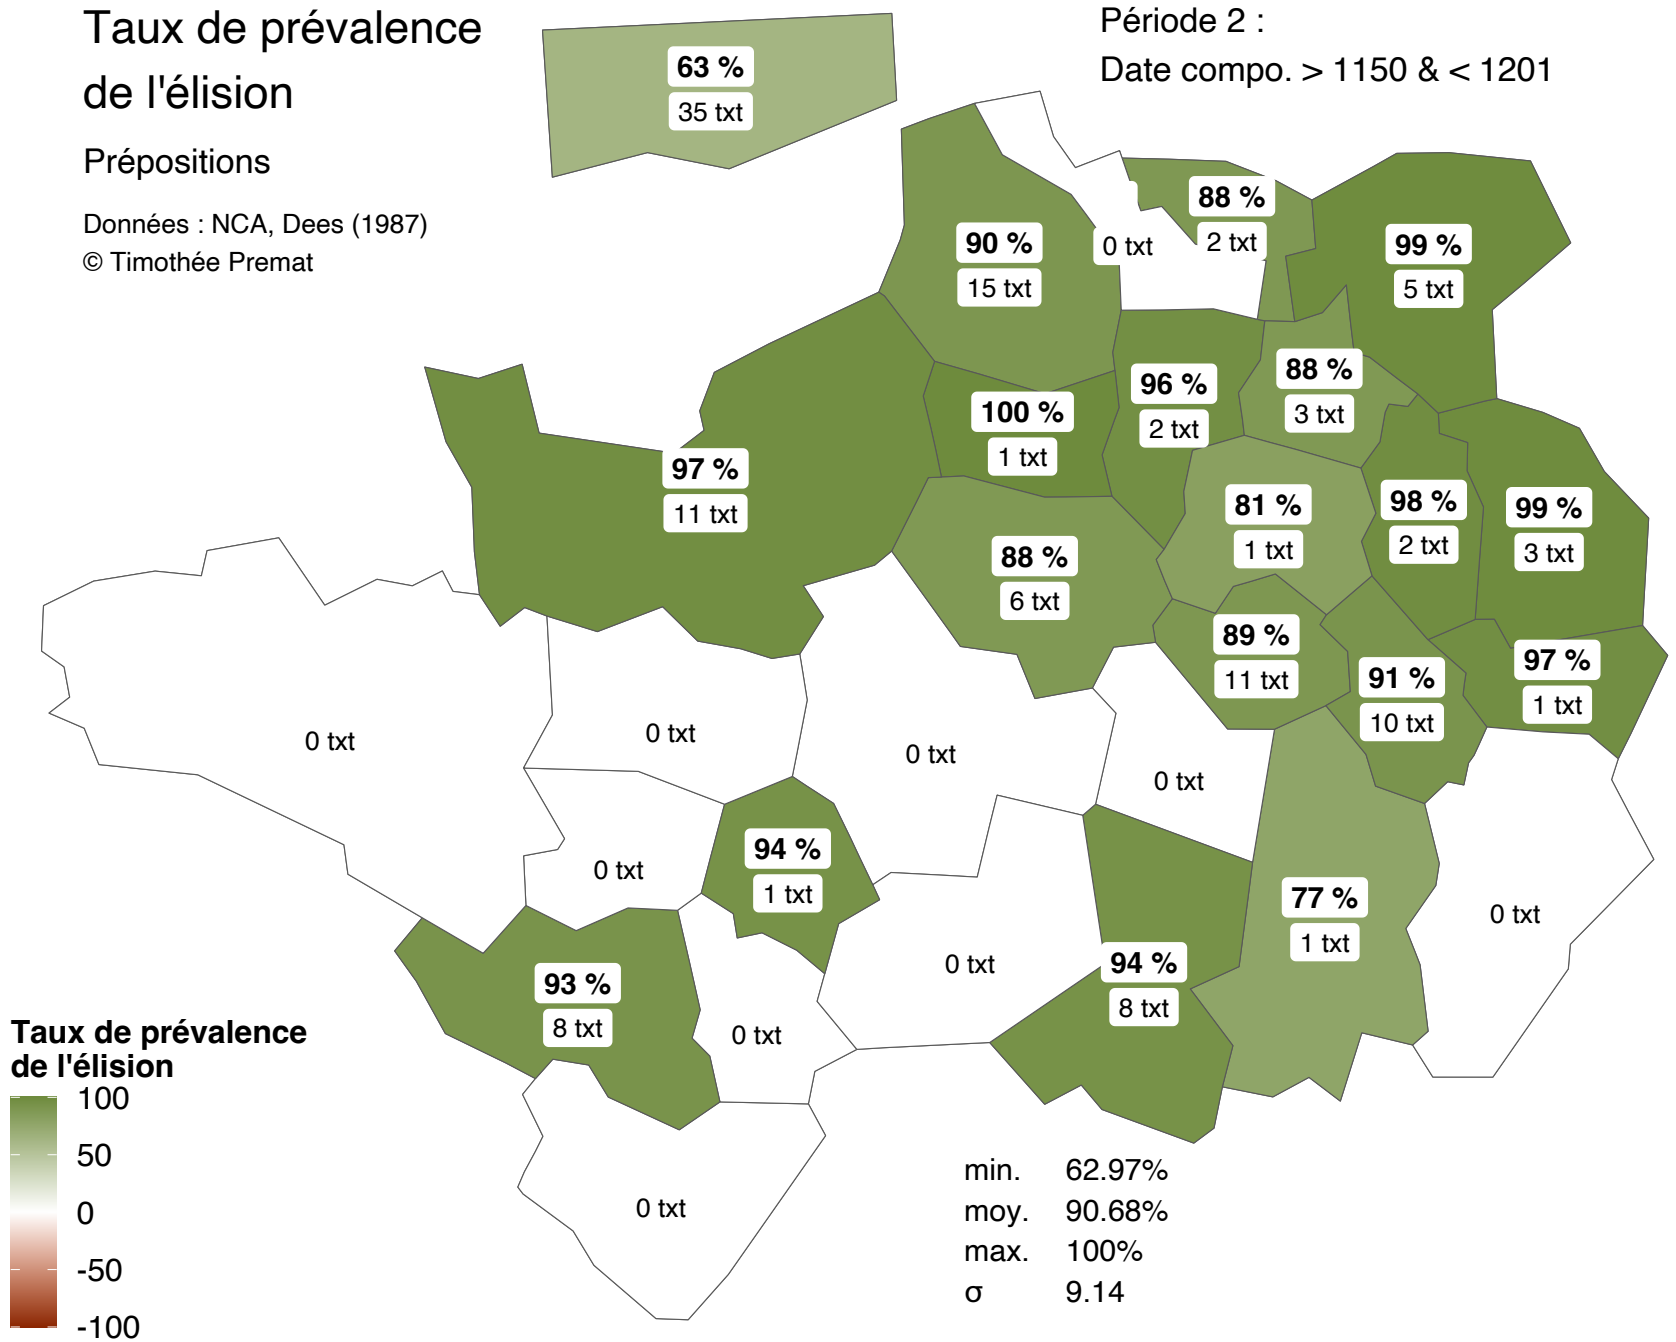 Taux de prévalence
de l'élision
Prépositions
Données : NCA, Dees (1987)
© Timothée Premat
Période 2 :
Date compo. > 1150 & < 1201
63 %
35 txt
90 %
15 txt
0 txt
88 %
2 txt
99 %
5 txt
97 %
11 txt
100 %
1 txt
96 %
2 txt
88 %
3 txt
88 %
6 txt
81 %
1 txt
98 %
2 txt
99 %
3 txt
89 %
11 txt
91 %
10 txt
97 %
1 txt
0 txt
0 txt
0 txt
0 txt
0 txt
94 %
1 txt
77 %
1 txt
0 txt
93 %
8 txt
0 txt
0 txt
94 %
8 txt
0 txt
Taux de prévalence
de l'élision
100
50
0
-50
-100
min. 62.97%
moy. 90.68%
max. 100%
σ 9.14